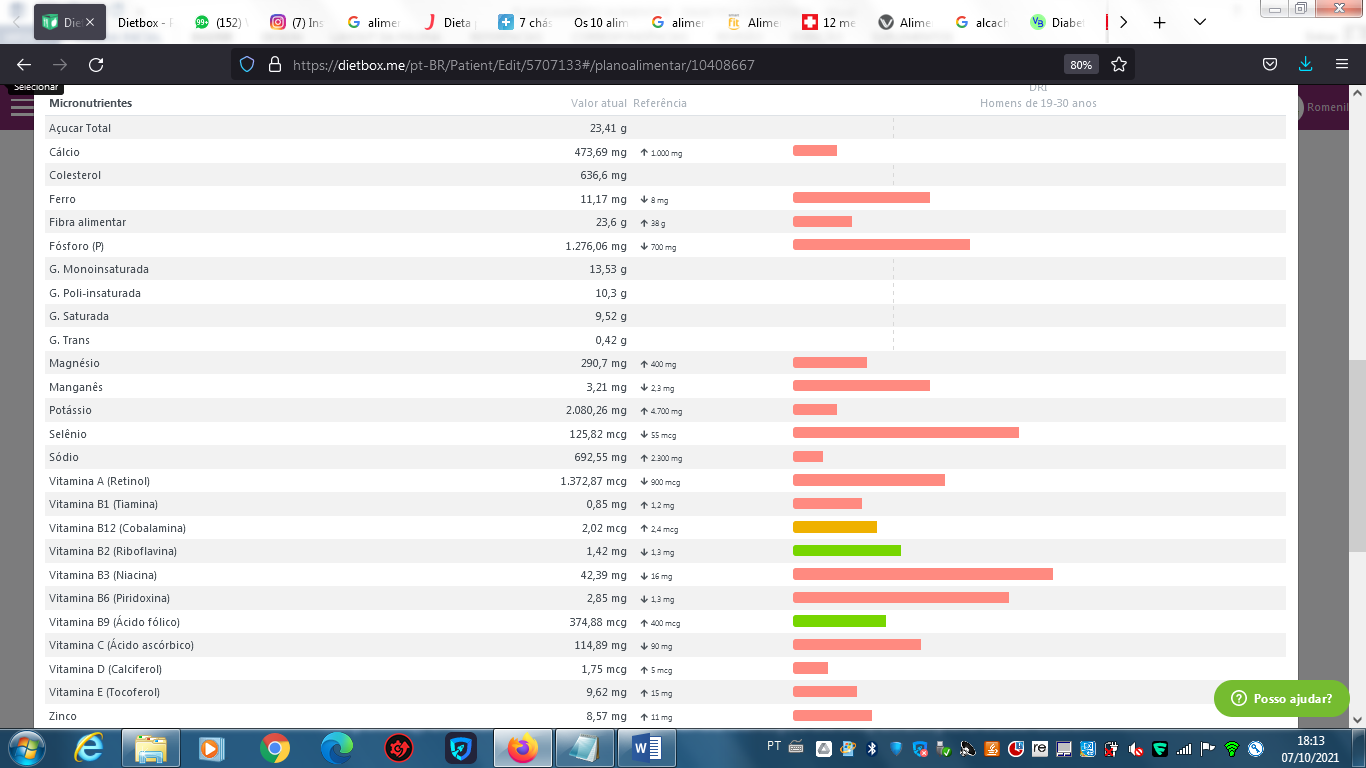 Diet
Dietbox - F
99+ (152) \
(7) Ins
alimer
Dieta
7 chás
Os 10 alim
alimer
fit Alime
12 me
Alime
alcach
VB Diabet
https://dietbox.me/pt-BR/Patient/Edit/5707133#/planoalimentar/10408667
80%
Selecionar
DRI
Micronutrientes Valor atual Referência Homens de 19-30 anos
Romenil
Açucar Total 23,41 g
Cálcio 473,69 mg ↑ 1.000 mg
Colesterol 636,6 mg
Ferro 11,17 mg ↓ 8 mg
Fibra alimentar 23,6 g ↑ 38 g
Fósforo (P) 1.276,06 mg ↓ 700 mg
G. Monoinsaturada 13,53 g
G. Poli-insaturada 10,3 g
G. Saturada 9,52 g
G. Trans 0,42 g
Magnésio 290,7 mg ↑ 400 mg
Manganês 3,21 mg ↓ 2,3 mg
Potássio 2.080,26 mg ↑ 4.700 mg
Selênio 125,82 mcg ↓ 55 mcg
Sódio 692,55 mg ↑ 2.300 mg
Vitamina A (Retinol) 1.372,87 mcg ↓ 900 mcg
Vitamina B1 (Tiamina) 0,85 mg ↑ 1,2 mg
Vitamina B12 (Cobalamina) 2,02 mcg ↑ 2,4 mcg
Vitamina B2 (Riboflavina) 1,42 mg ↓ 1,3 mg
Vitamina B3 (Niacina) 42,39 mg ↓ 16 mg
Vitamina B6 (Piridoxina) 2,85 mg ↓ 1,3 mg
Vitamina B9 (Ácido fólico) 374,88 mcg ↑ 400 mcg
Vitamina C (Ácido ascórbico) 114,89 mg ↓ 90 mg
Vitamina D (Calciferol) 1,75 mcg ↑ 5 mcg
Vitamina E (Tocoferol) 9,62 mg ↑ 15 mg
Zinco 8,57 mg ↑ 11 mg
Posso ajudar?
PT
re
18:13
07/10/2021